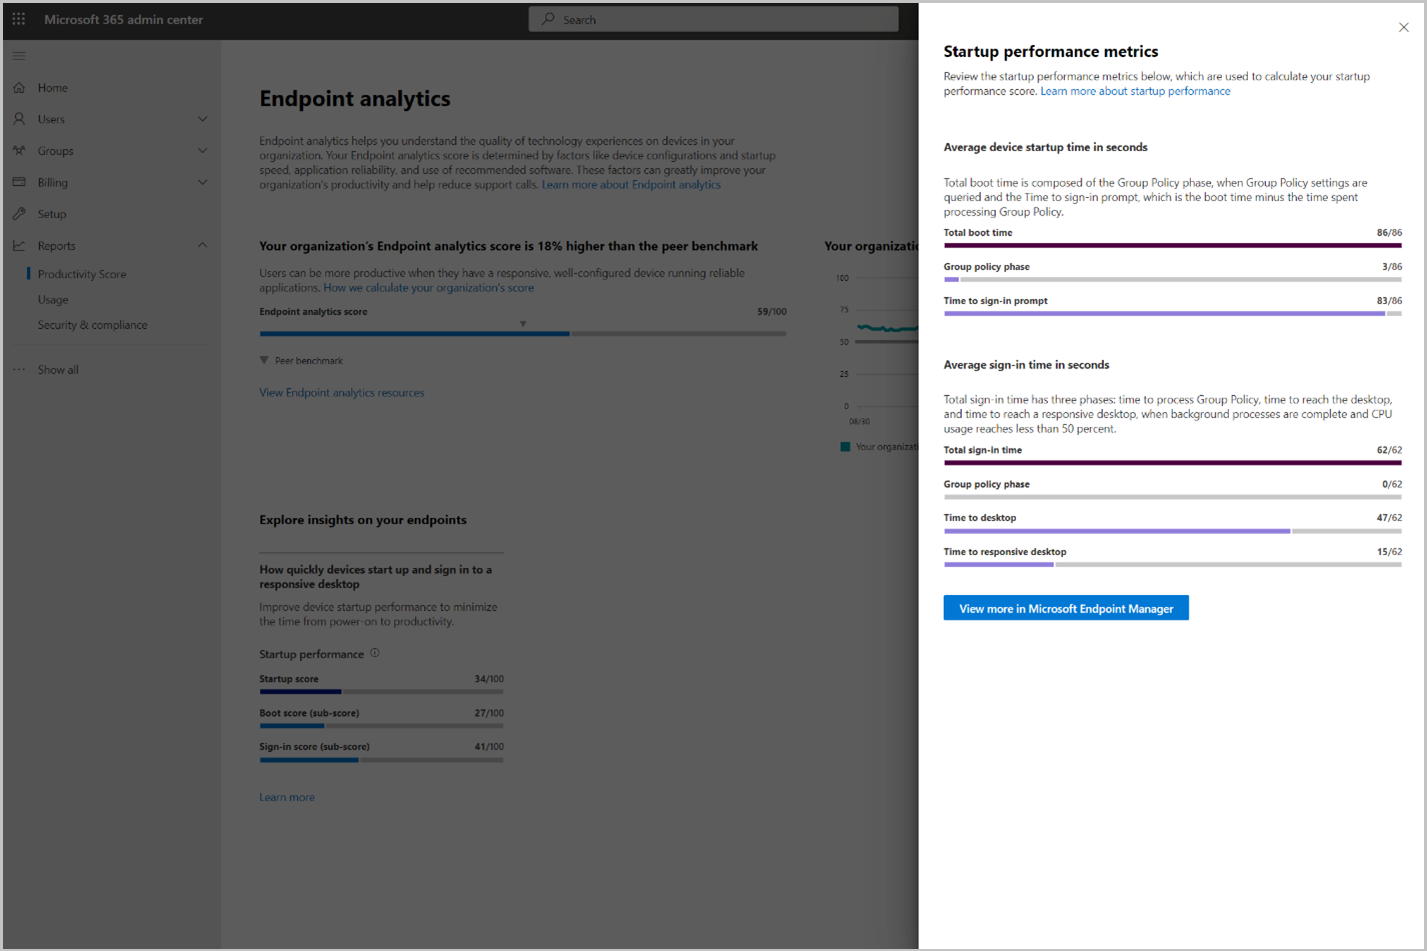 Microsoft 365 admin center
Search
Home
Users
Groups
Billing
Setup
Reports
Productivity Score
Usage
Security & compliance
Show all
Endpoint analytics
Endpoint analytics helps you understand the quality of technology experiences on devices in your
organization. Your Endpoint analytics score is determined by factors like device configurations and startup
speed, application reliability, and use of recommended software. These factors can greatly improve your
organization's productivity and help reduce support calls. Learn more about Endpoint analytics
Your organization's Endpoint analytics score is 18% higher than the peer benchmark
Users can be more productive when they have a responsive, well-configured device running reliable
applications. How we calculate your organization's score
Endpoint analytics score 59/100
Peer benchmark
View Endpoint analytics resources
Your organizatio
100
75
50
25
0
08/30
Your organizati
Explore insights on your endpoints
How quickly devices start up and sign in to a
responsive desktop
Improve device startup performance to minimize
the time from power-on to productivity.
Startup performance
Startup score 34/100
Boot score (sub-score) 27/100
Sign-in score (sub-score) 41/100
Learn more
Startup performance metrics
Review the startup performance metrics below, which are used to calculate your startup
performance score. Learn more about startup performance
Average device startup time in seconds
Total boot time is composed of the Group Policy phase, when Group Policy settings are
queried and the Time to sign-in prompt, which is the boot time minus the time spent
processing Group Policy.
Total boot time 86/86
Group policy phase 3/86
Time to sign-in prompt 83/86
Average sign-in time in seconds
Total sign-in time has three phases: time to process Group Policy, time to reach the desktop,
and time to reach a responsive desktop, when background processes are complete and CPU
usage reaches less than 50 percent.
Total sign-in time 62/62
Group policy phase 0/62
Time to desktop 47/62
Time to responsive desktop 15/62
View more in Microsoft Endpoint Manager